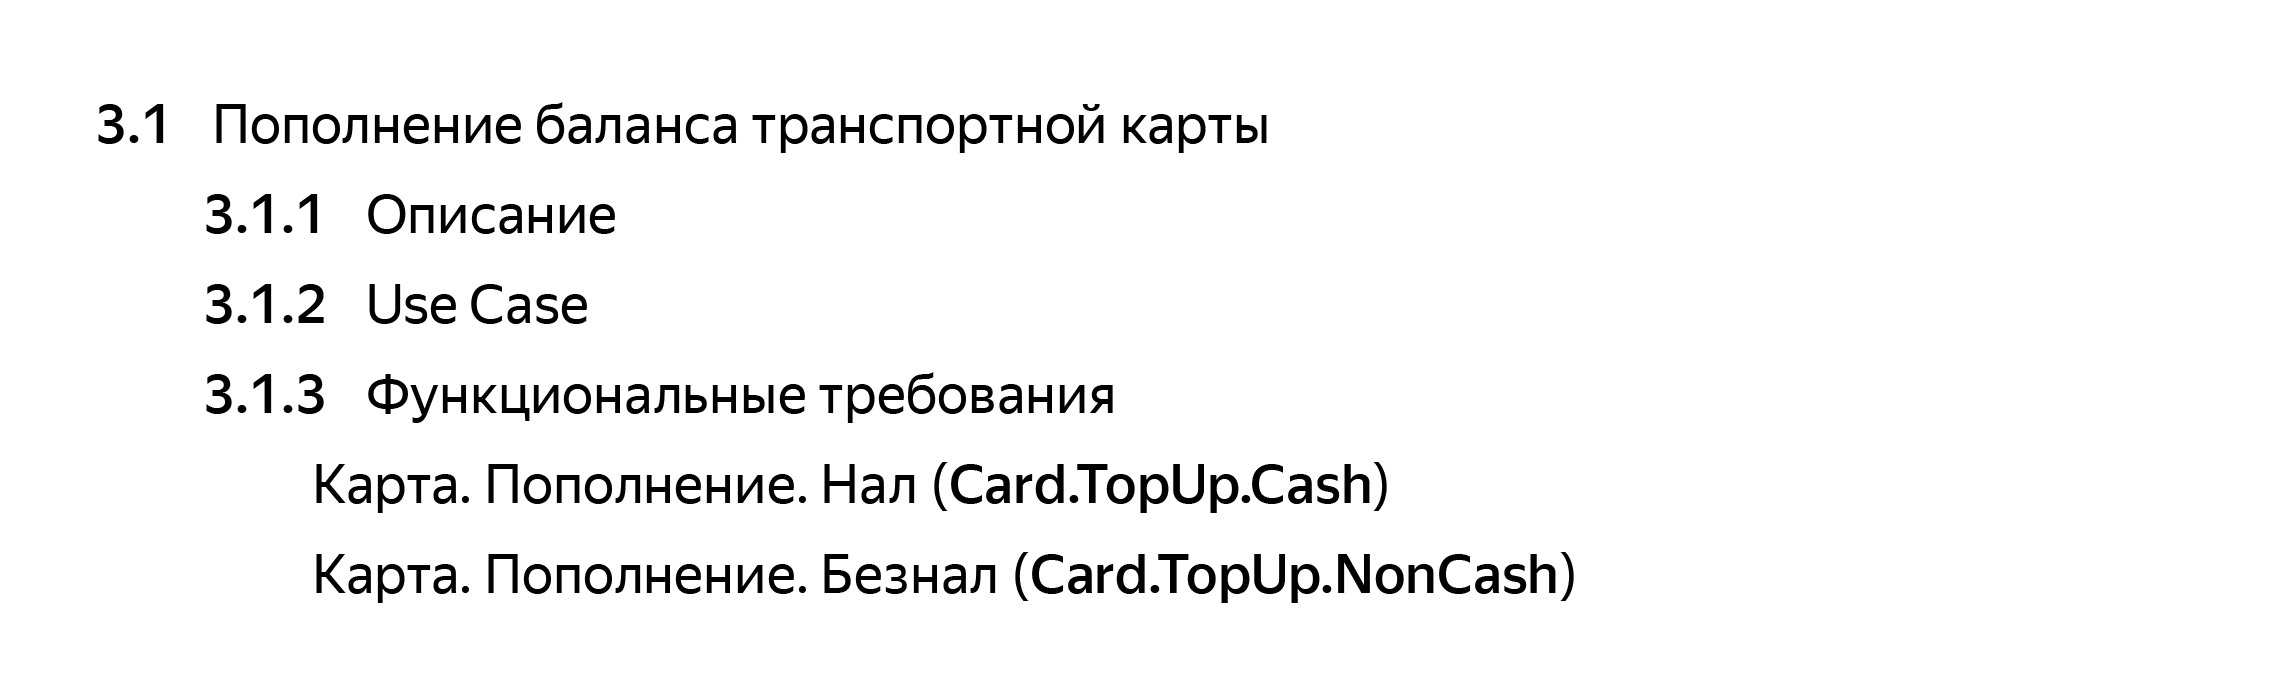 3.1 Пополнение баланса транспортной карты
3.1.1 Описание
3.1.2 Use Case
3.1.3 Функциональные требования
Карта. Пополнение. Нал (Card.TopUp.Cash)
Карта. Пополнение. Безнал (Card.TopUp.NonCash)